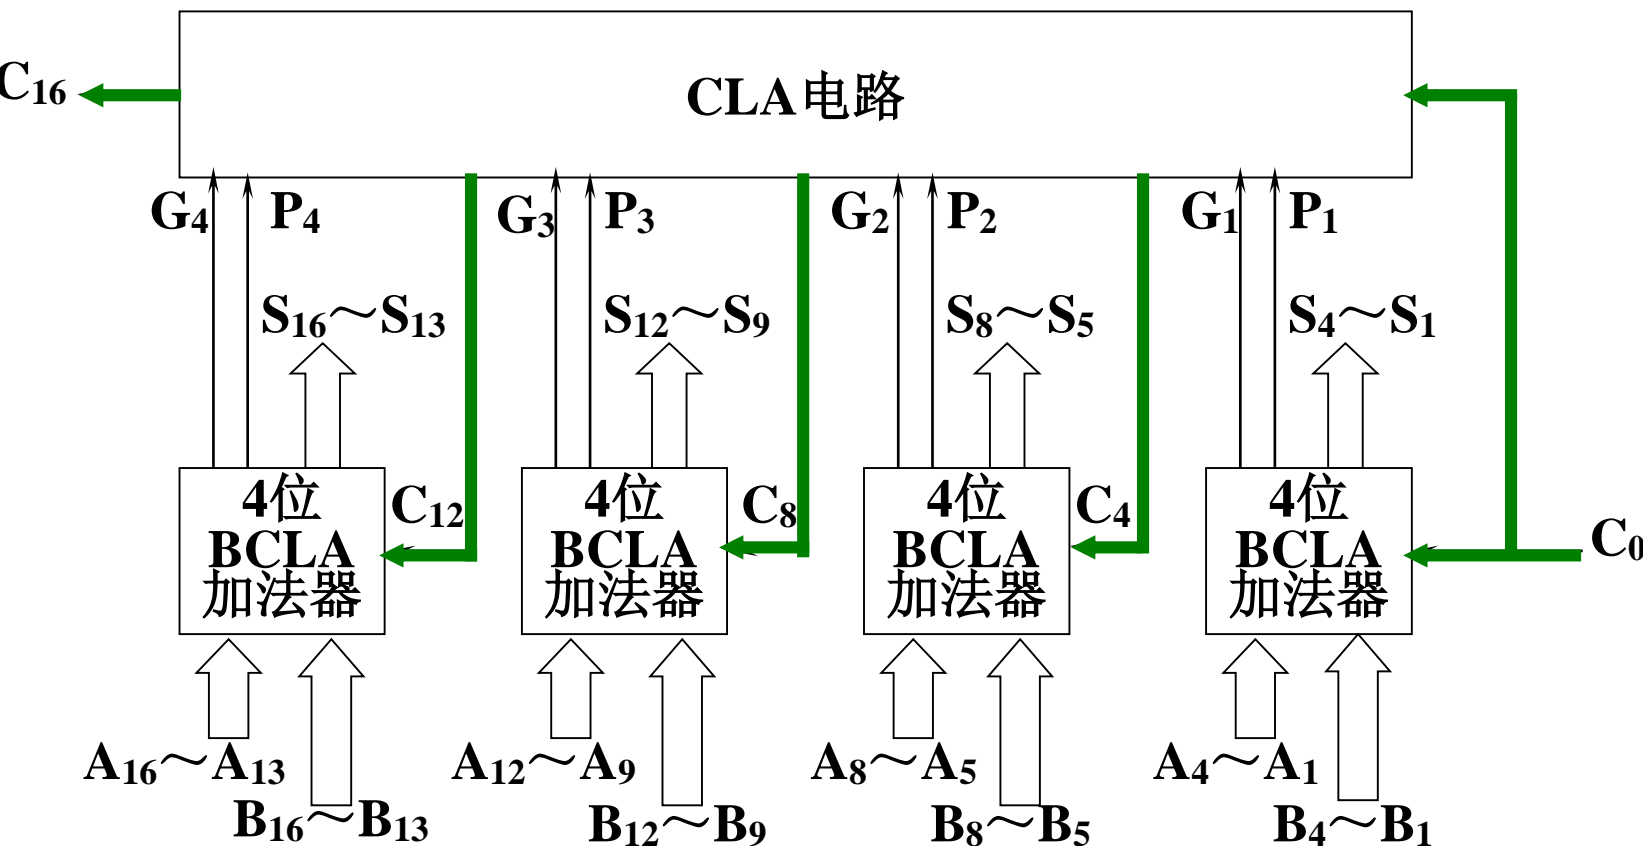 C16
CLA电路
G4 P4 G3 P3 G2 P2 G1 P1
S16～S13 S12～S9 S8～S5 S4～S1
4位 C12 4位 C8 4位 C4 4位 C0
BCLA BCLA BCLA BCLA
加法器 加法器 加法器 加法器
A16～A13 A12～A9 A8～A5 A4～A1
B16～B13 B12～B9 B8～B5 B4～B1